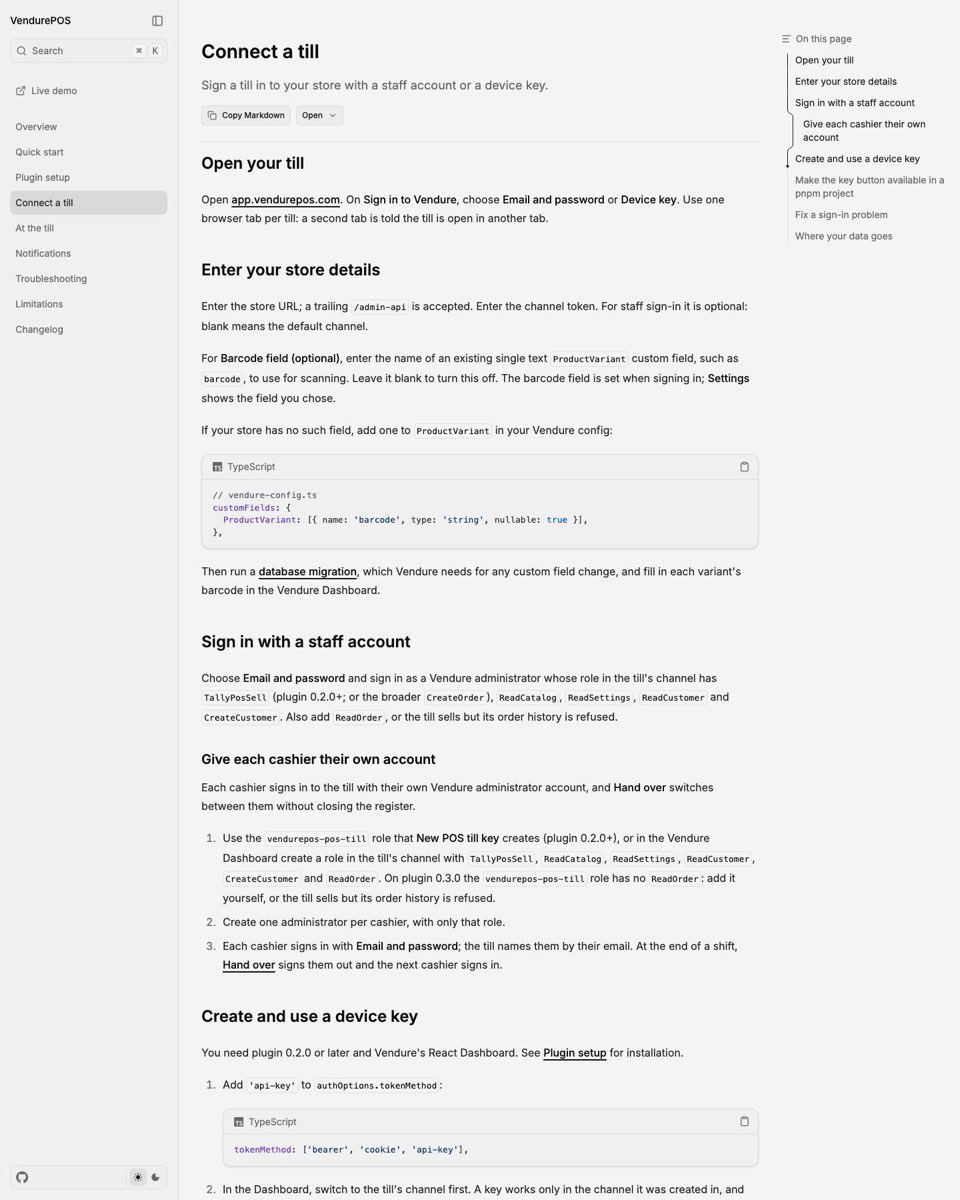 VendurePOS
Search
⌘ K
Live demo
Overview
Quick start
Plugin setup
Connect a till
At the till
Notifications
Troubleshooting
Limitations
Changelog
Connect a till
Sign a till in to your store with a staff account or a device key.
Copy Markdown
Open
Open your till
Open app.vendurepos.com. On Sign in to Vendure, choose Email and password or Device key. Use one
browser tab per till: a second tab is told the till is open in another tab.
Enter your store details
Enter the store URL; a trailing /admin-api is accepted. Enter the channel token. For staff sign-in it is optional:
blank means the default channel.
For Barcode field (optional), enter the name of an existing single text ProductVariant custom field, such as
barcode, to use for scanning. Leave it blank to turn this off. The barcode field is set when signing in; Settings
shows the field you chose.
If your store has no such field, add one to ProductVariant in your Vendure config:
TypeScript
// vendure-config.ts
customFields: {
  ProductVariant: [{ name: 'barcode', type: 'string', nullable: true }],
},
Then run a database migration, which Vendure needs for any custom field change, and fill in each variant's
barcode in the Vendure Dashboard.
Sign in with a staff account
Choose Email and password and sign in as a Vendure administrator whose role in the till's channel has
TallyPosSell (plugin 0.2.0+; or the broader CreateOrder), ReadCatalog, ReadSettings, ReadCustomer and
CreateCustomer. Also add ReadOrder, or the till sells but its order history is refused.
Give each cashier their own account
Each cashier signs in to the till with their own Vendure administrator account, and Hand over switches
between them without closing the register.
1. Use the vendurepos-pos-till role that New POS till key creates (plugin 0.2.0+), or in the Vendure
Dashboard create a role in the till's channel with TallyPosSell, ReadCatalog, ReadSettings, ReadCustomer,
CreateCustomer and ReadOrder. On plugin 0.3.0 the vendurepos-pos-till role has no ReadOrder: add it
yourself, or the till sells but its order history is refused.
2. Create one administrator per cashier, with only that role.
3. Each cashier signs in with Email and password; the till names them by their email. At the end of a shift,
Hand over signs them out and the next cashier signs in.
Create and use a device key
You need plugin 0.2.0 or later and Vendure's React Dashboard. See Plugin setup for installation.
1. Add 'api-key' to authOptions.tokenMethod:
TypeScript
tokenMethod: ['bearer', 'cookie', 'api-key'],
2. In the Dashboard, switch to the till's channel first. A key works only in the channel it was created in, and
On this page
Open your till
Enter your store details
Sign in with a staff account
Give each cashier their own
account
Create and use a device key
Make the key button available in a
pnpm project
Fix a sign-in problem
Where your data goes